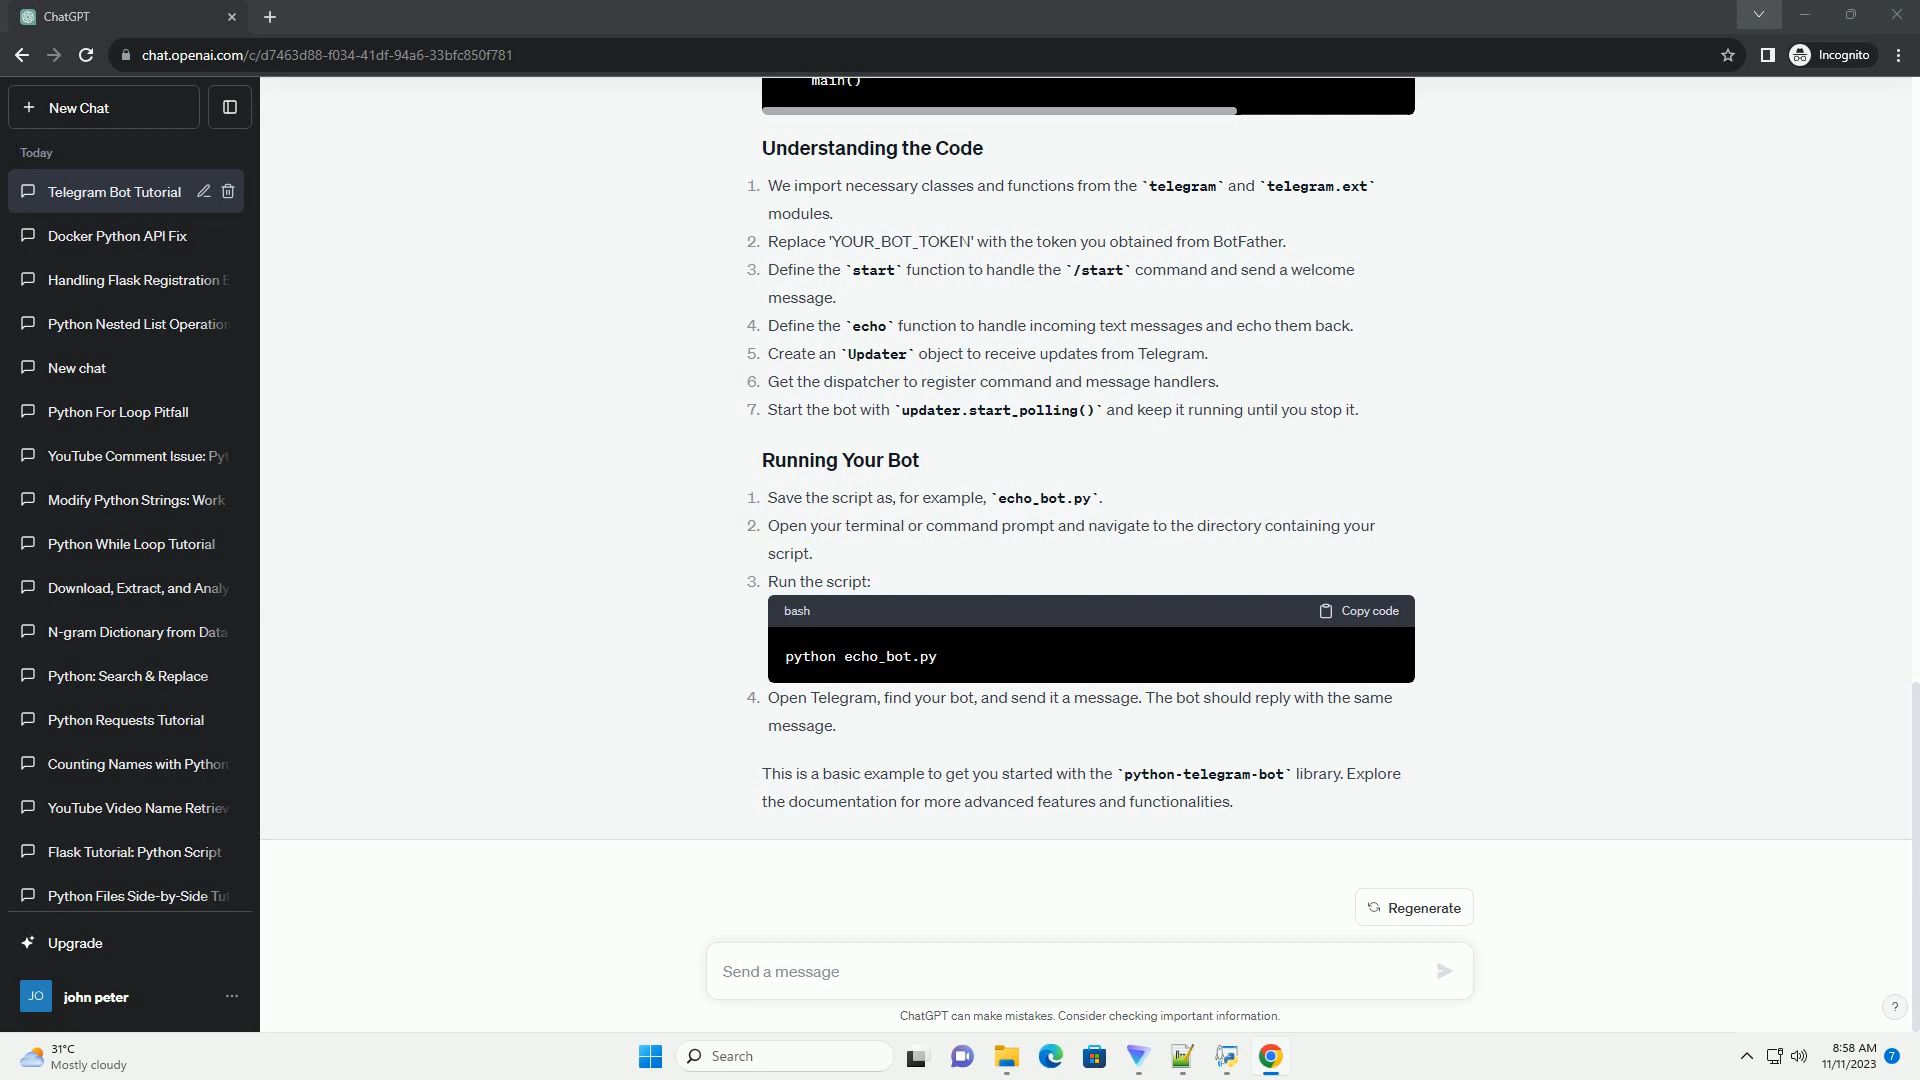 ChatGPT
chat.openai.com/c/d7463d88-f034-41df-94a6-33bfc850f781
Incognito
New Chat
Today
Telegram Bot Tutorial
Docker Python API Fix
Handling Flask Registration E
Python Nested List Operation
New chat
Python For Loop Pitfall
YouTube Comment Issue: Pyt
Modify Python Strings: Work
Python While Loop Tutorial
Download, Extract, and Analy
N-gram Dictionary from Data
Python: Search & Replace
Python Requests Tutorial
Counting Names with Python
YouTube Video Name Retriev
Flask Tutorial: Python Script
Python Files Side-by-Side Tut
Upgrade
JO
john peter
main()
Understanding the Code
1. We import necessary classes and functions from the `telegram` and `telegram.ext`
modules.
2. Replace 'YOUR_BOT_TOKEN' with the token you obtained from BotFather.
3. Define the `start` function to handle the `/start` command and send a welcome
message.
4. Define the `echo` function to handle incoming text messages and echo them back.
5. Create an `Updater` object to receive updates from Telegram.
6. Get the dispatcher to register command and message handlers.
7. Start the bot with `updater.start_polling()` and keep it running until you stop it.
Running Your Bot
1. Save the script as, for example, `echo_bot.py`.
2. Open your terminal or command prompt and navigate to the directory containing your
script.
3. Run the script:
bash
Copy code
python echo_bot.py
4. Open Telegram, find your bot, and send it a message. The bot should reply with the same
message.
This is a basic example to get you started with the `python-telegram-bot` library. Explore
the documentation for more advanced features and functionalities.
Regenerate
Send a message
ChatGPT can make mistakes. Consider checking important information.
?
31°C
Mostly cloudy
Search
8:58 AM
11/11/2023
7